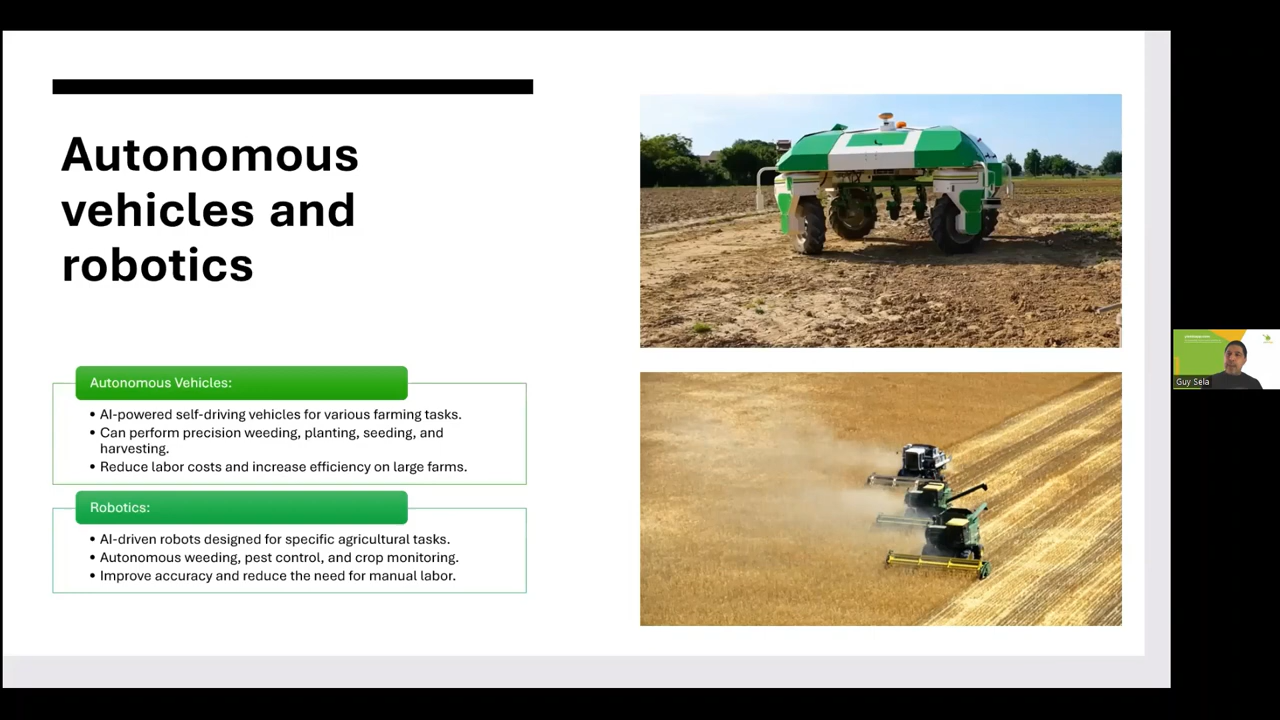 Autonomous
vehicles and
robotics
Autonomous Vehicles:
• AI-powered self-driving vehicles for various farming tasks.
• Can perform precision weeding, planting, seeding, and
harvesting.
• Reduce labor costs and increase efficiency on large farms.
Robotics:
• AI-driven robots designed for specific agricultural tasks.
• Autonomous weeding, pest control, and crop monitoring.
• Improve accuracy and reduce the need for manual labor.
Guy Sela